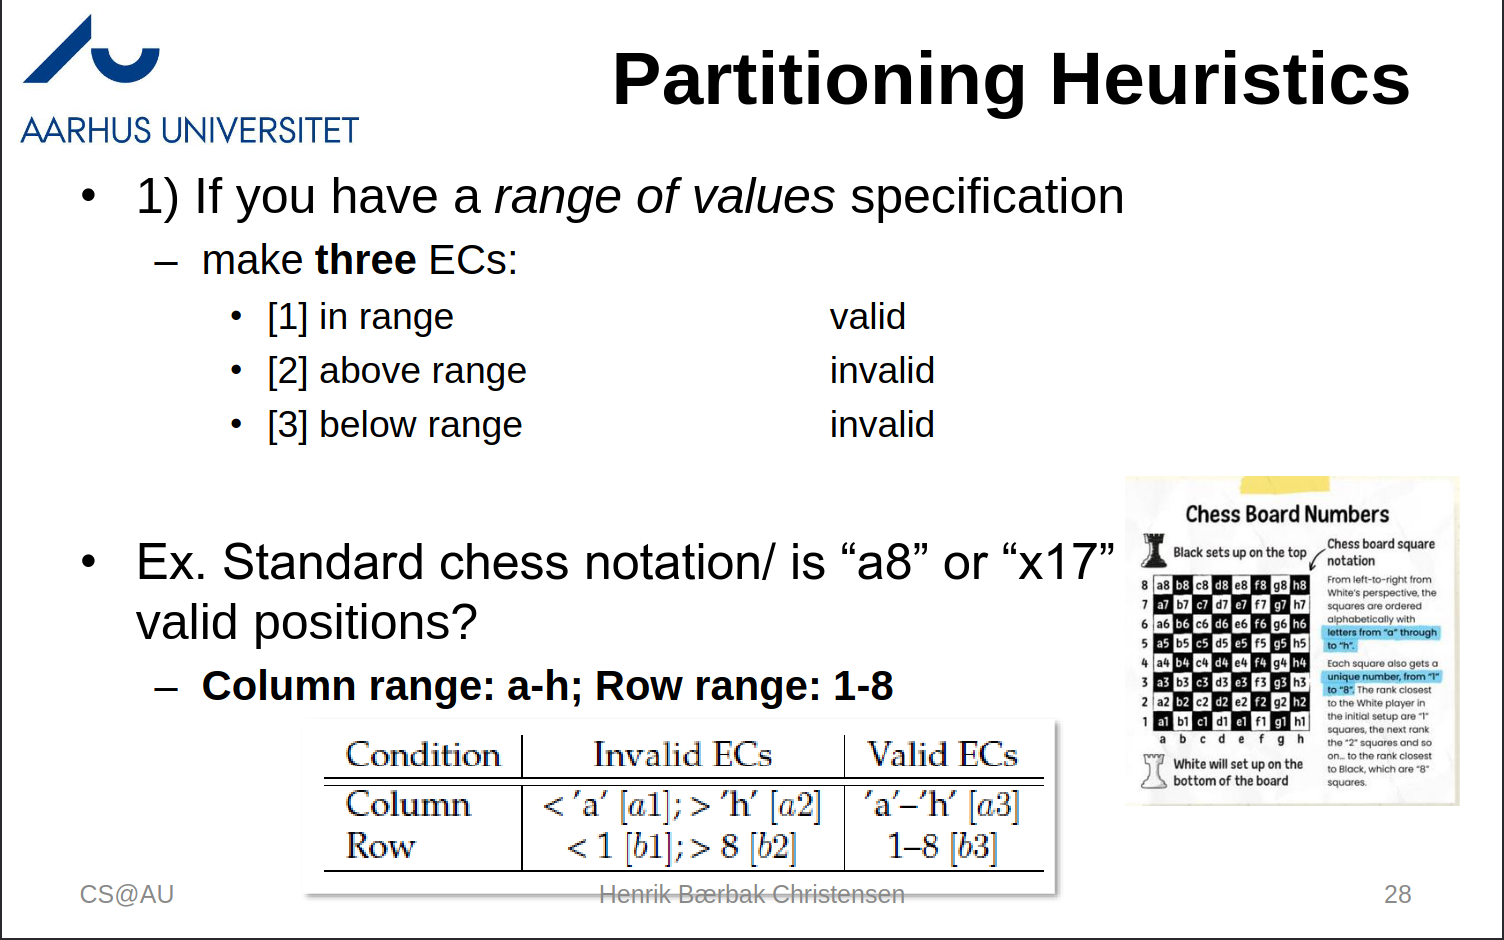 AARHUS UNIVERSITET
Partitioning Heuristics
• 1) If you have a range of values specification
– make three ECs:
• [1] in range valid
• [2] above range invalid
• [3] below range invalid
• Ex. Standard chess notation/ is “a8” or “x17”
valid positions?
– Column range: a-h; Row range: 1-8
Condition Invalid ECs Valid ECs
Column < ′a′ [a1]; > ′h′ [a2] ′a′–′h′ [a3]
Row < 1 [b1]; > 8 [b2] 1–8 [b3]
Chess Board Numbers
Black sets up on the top
8 a8 b8 c8 d8 e8 f8 g8 h8
7 a7 b7 c7 d7 e7 f7 g7 h7
6 a6 b6 c6 d6 e6 f6 g6 h6
5 a5 b5 c5 d5 e5 f5 g5 h5
4 a4 b4 c4 d4 e4 f4 g4 h4
3 a3 b3 c3 d3 e3 f3 g3 h3
2 a2 b2 c2 d2 e2 f2 g2 h2
1 a1 b1 c1 d1 e1 f1 g1 h1
a b c d e f g h
White will set up on the
bottom of the board
Chess board square
notation
From left-to-right from
White's perspective, the
squares are ordered
alphabetically with
letters from "a" through
to "h".
Each square also gets a
unique number, from "1"
to "8". The rank closest
to the White player in
the initial setup are "1"
squares, the next rank
the "2" squares and so
on... to the rank closest
to Black, which are "8"
squares.
CS@AU
Henrik Bærbak Christensen
28